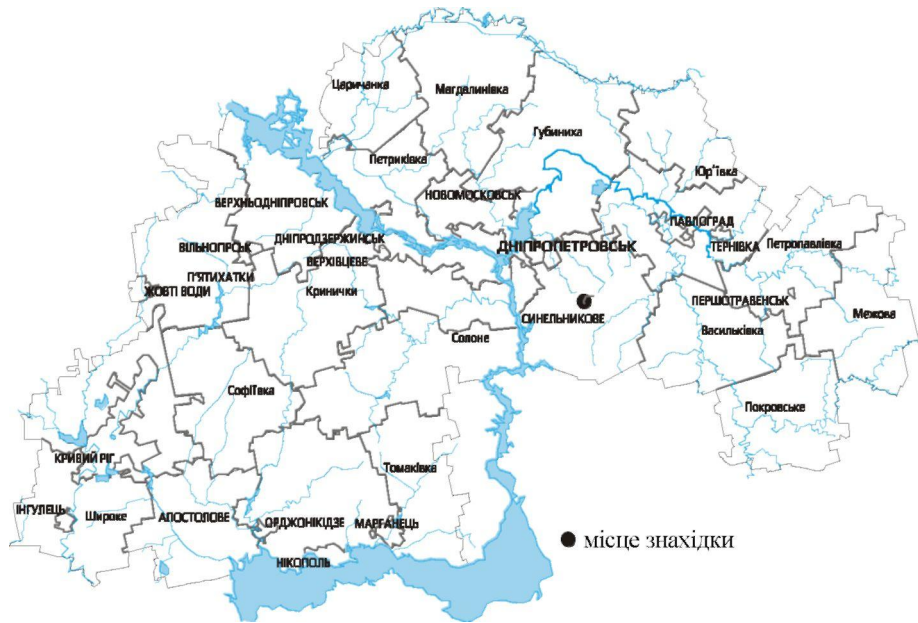 Царичанка
Магдалинівка
Губиниха
Петриківка
Юр'ївка
НОВОМОСКОВСЬК
ВЕРХНЬОДНІПРОВСЬК
ПАВЛОГРАД
ДНІПРОДЗЕРЖИНСЬК
ДНІПРОПЕТРОВСЬК
ТЕРНІВКА
Петропавлівка
ВІЛЬНОГІРСЬК
ВЕРХІВЦЕВЕ
П'ЯТИХАТКИ
ЖОВТІ ВОДИ
Кринички
ПЕРШОТРАВЕНСЬК
Межова
СИНЕЛЬНИКОВЕ
Васильківка
Солоне
Софіївка
Покровське
КРИВИЙ РІГ
Томаківка
ІНГУЛЕЦЬ
Широке
АПОСТОЛОВЕ
ОРДЖОНІКІДЗЕ
МАРГАНЕЦЬ
місце знахідки
НІКОПОЛЬ